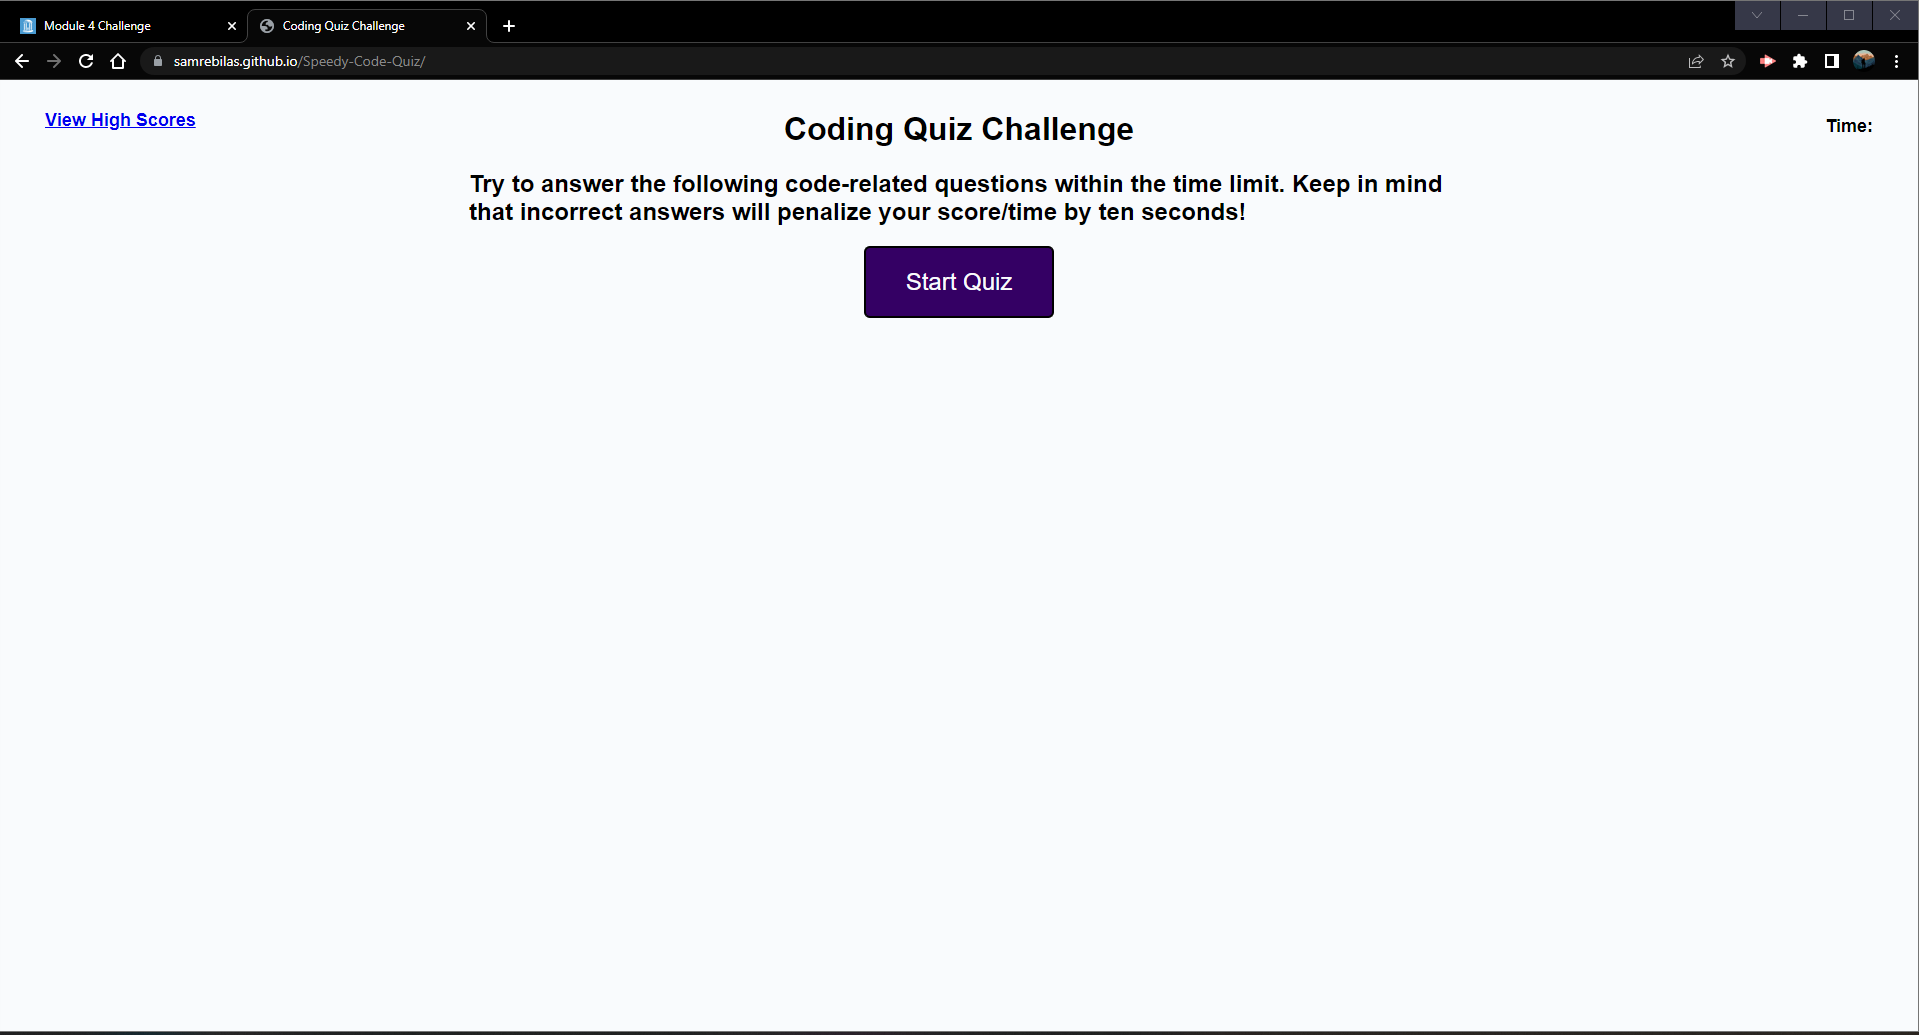 Module 4 Challenge
Coding Quiz Challenge
samrebilas.github.io/Speedy-Code-Quiz/
View High Scores
Coding Quiz Challenge
Time:
Try to answer the following code-related questions within the time limit. Keep in mind
that incorrect answers will penalize your score/time by ten seconds!
Start Quiz